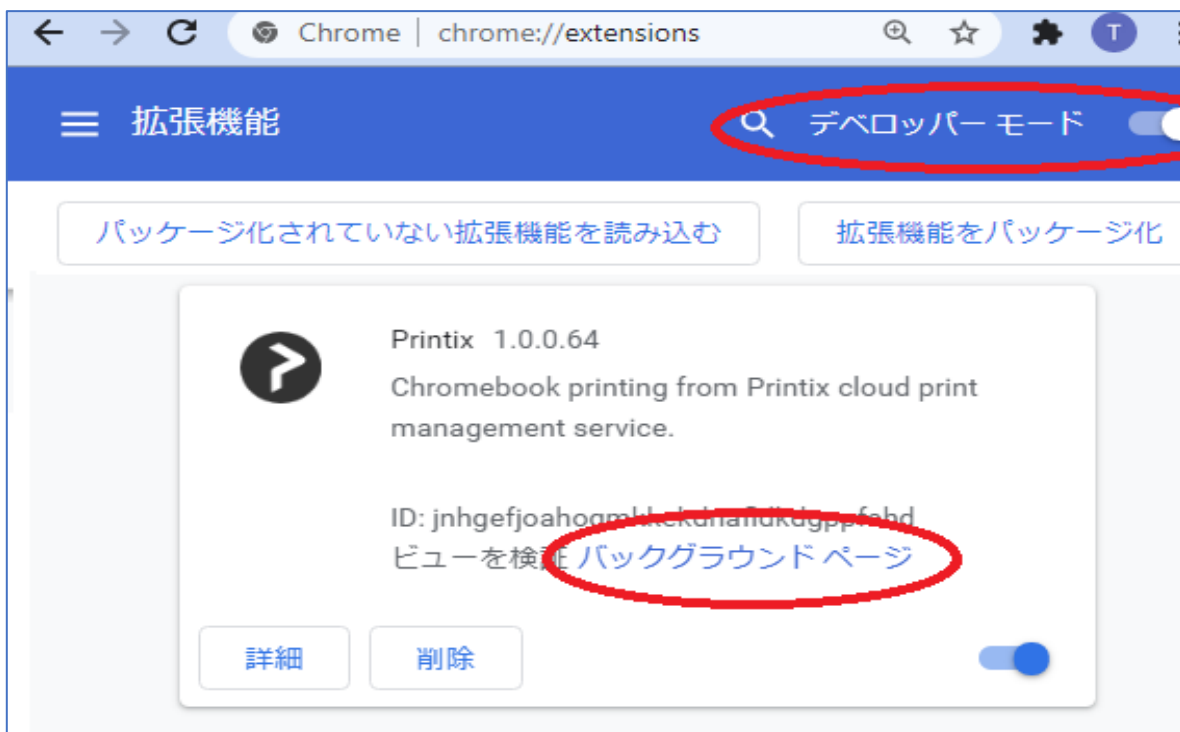 Chrome | chrome://extensions
T
拡張機能
デベロッパー モード
パッケージ化されていない拡張機能を読み込む
拡張機能をパッケージ化
Printix 1.0.0.64
Chromebook printing from Printix cloud print
management service.
ID:
ビューを検証 バックグラウンド ページ
詳細
削除